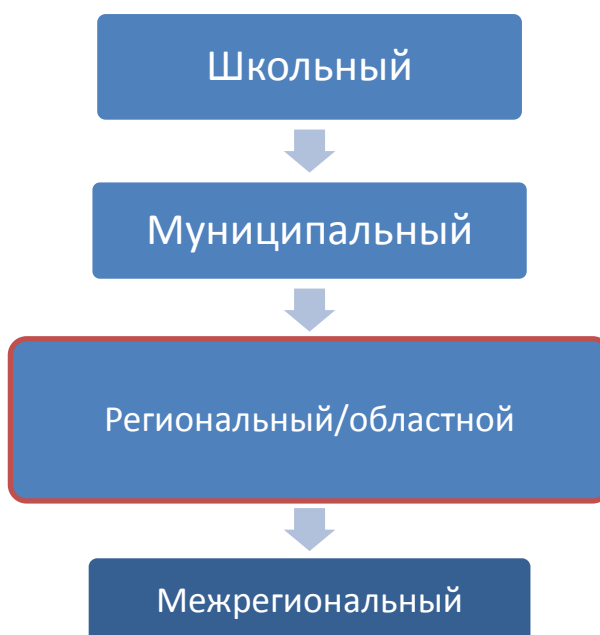 Школьный
Муниципальный
Региональный/областной
Межрегиональный